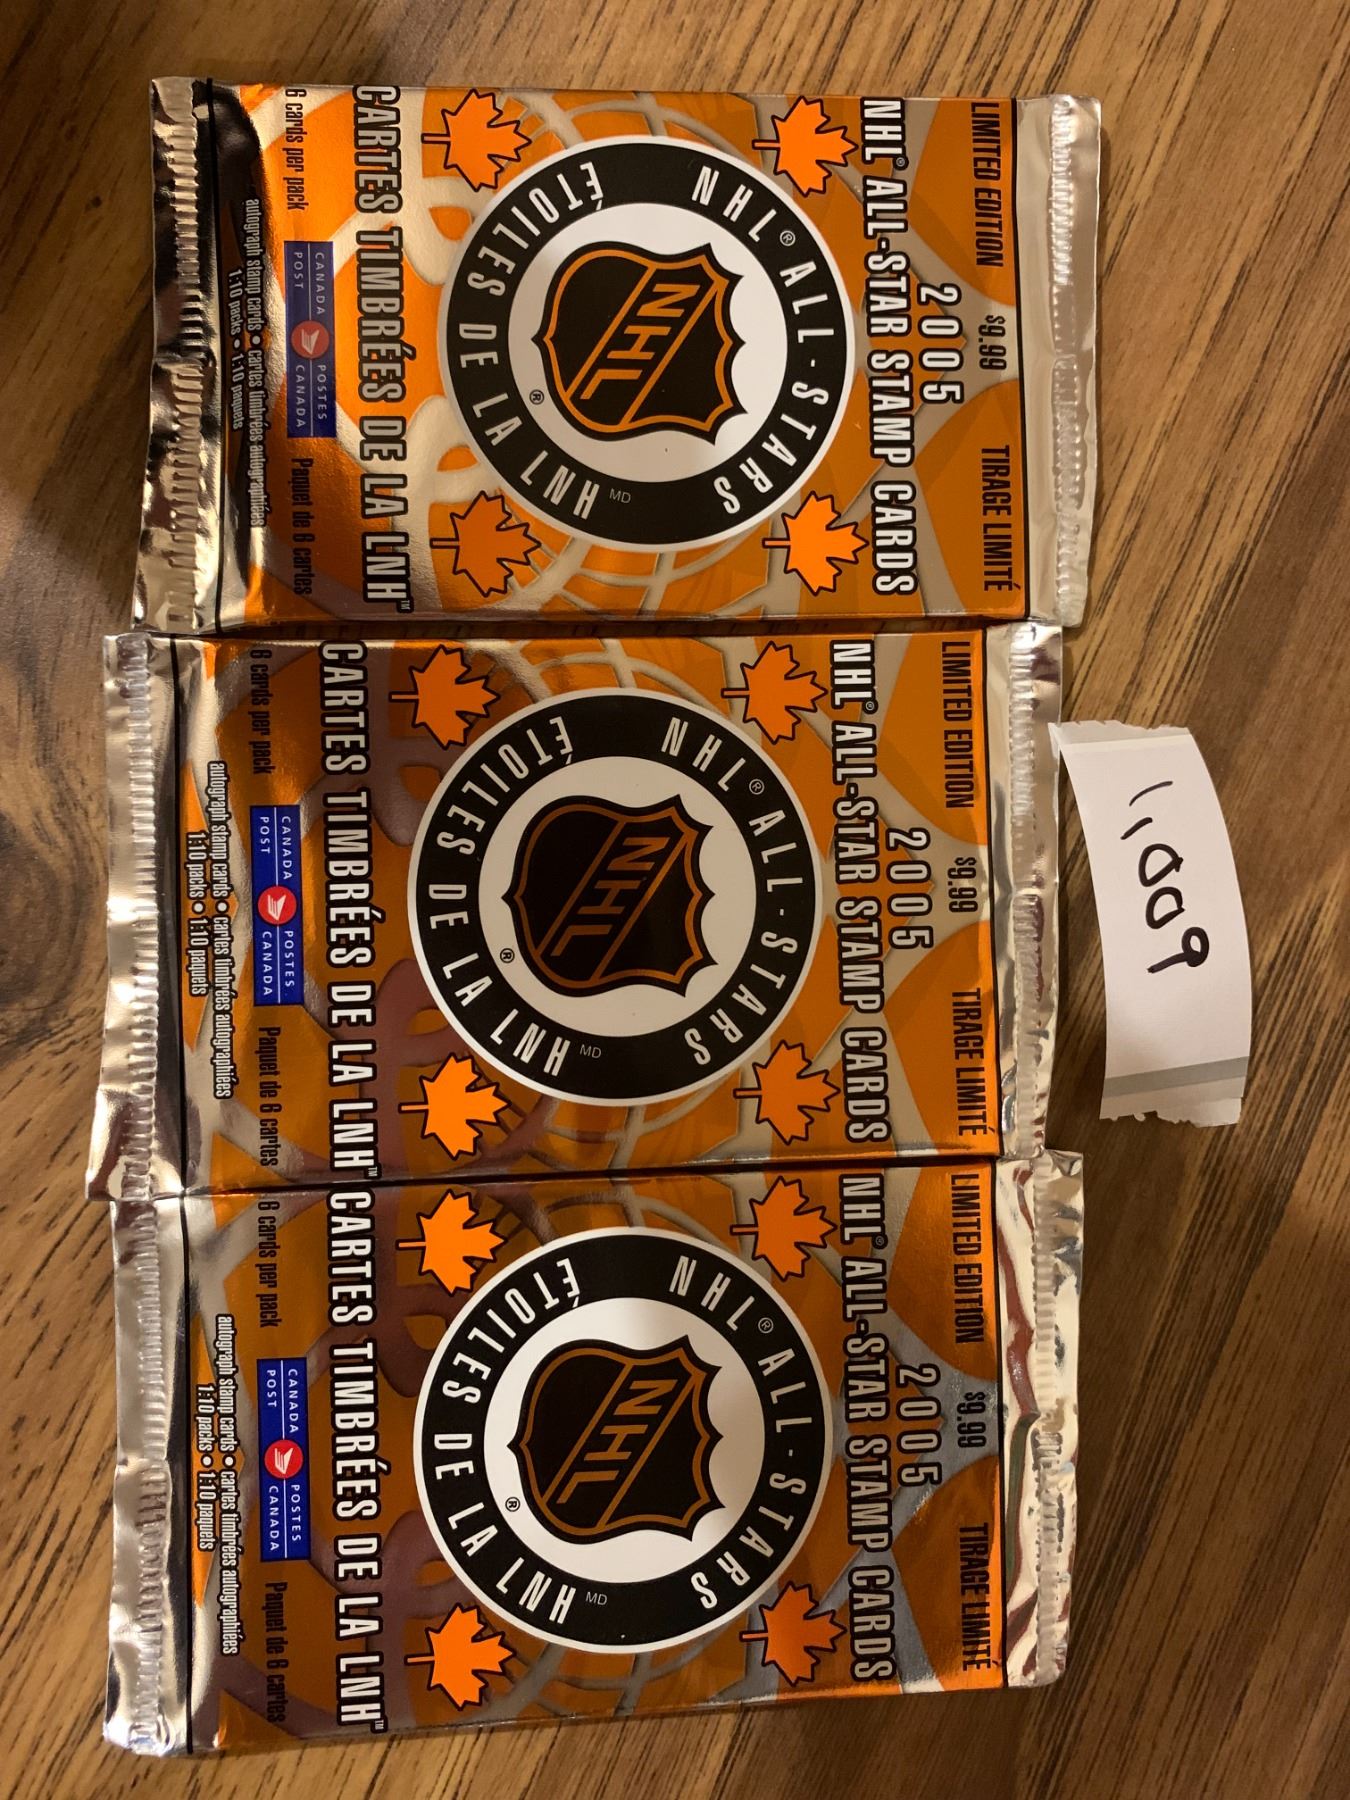 1,009
LIMITED EDITION $9.99 TIRAGE LIMITÉ
2005
NHL® ALL-STAR STAMP CARDS
NHL® ALL-STARS
NHL ®
ÉTOILES DE LA LNH MD
CARTES TIMBRÉES DE LA LNH™
6 cards per pack CANADA POST POSTES CANADA Paquet de 6 cartes
autograph stamp cards • cartes timbrées autographiées
1:10 packs • 1:10 paquets
LIMITED EDITION $9.99 TIRAGE LIMITÉ
2005
NHL® ALL-STAR STAMP CARDS
NHL® ALL-STARS
NHL ®
ÉTOILES DE LA LNH MD
CARTES TIMBRÉES DE LA LNH™
6 cards per pack CANADA POST POSTES CANADA Paquet de 6 cartes
autograph stamp cards • cartes timbrées autographiées
1:10 packs • 1:10 paquets
LIMITED EDITION $9.99 TIRAGE LIMITÉ
2005
NHL® ALL-STAR STAMP CARDS
NHL® ALL-STARS
NHL ®
ÉTOILES DE LA LNH MD
CARTES TIMBRÉES DE LA LNH™
6 cards per pack CANADA POST POSTES CANADA Paquet de 6 cartes
autograph stamp cards • cartes timbrées autographiées
1:10 packs • 1:10 paquets